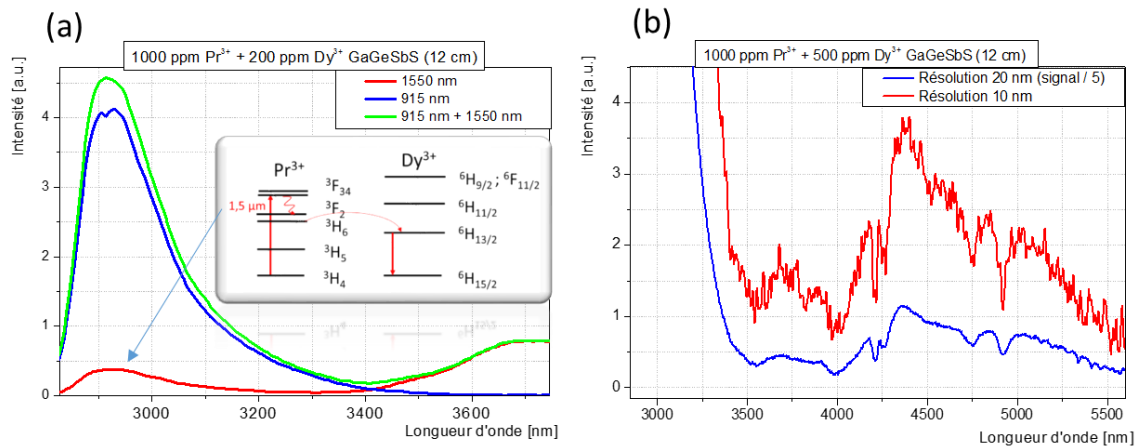 (a)
1000 ppm Pr³⁺ + 200 ppm Dy³⁺ GaGeSbS (12 cm)
1550 nm
915 nm
915 nm + 1550 nm
Intensité [a.u.]
4
3
2
1
0
Pr³⁺
Dy³⁺
³F₃₄
³F₂
³H₆
³H₅
³H₄
1,5 µm
⁶H₉/₂ ; ⁶F₁₁/₂
⁶H₁₁/₂
⁶H₁₃/₂
⁶H₁₅/₂
3000 3200 3400 3600
Longueur d'onde [nm]
(b)
1000 ppm Pr³⁺ + 500 ppm Dy³⁺ GaGeSbS (12 cm)
Résolution 20 nm (signal / 5)
Résolution 10 nm
Intensité [a.u.]
4
3
2
1
0
3000 3500 4000 4500 5000 5500
Longueur d'onde [nm]